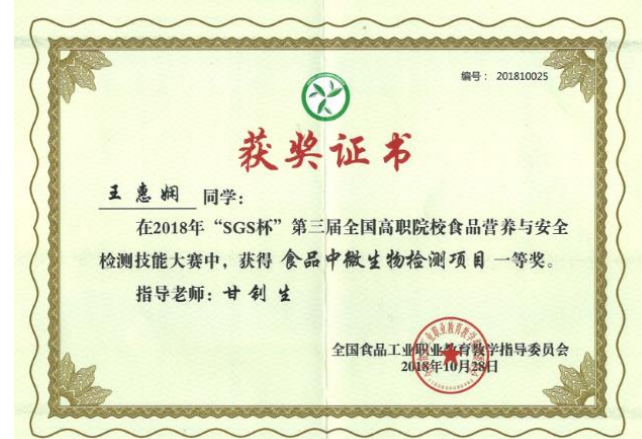 编号: 201810025
获奖证书
王惠娴 同学:
在2018年“SGS杯”第三届全国高职院校食品营养与安全
检测技能大赛中, 获得 食品中微生物检测项目 一等奖。
指导老师: 甘钊生
全国食品工业职业教育教学指导委员会
2018年10月28日